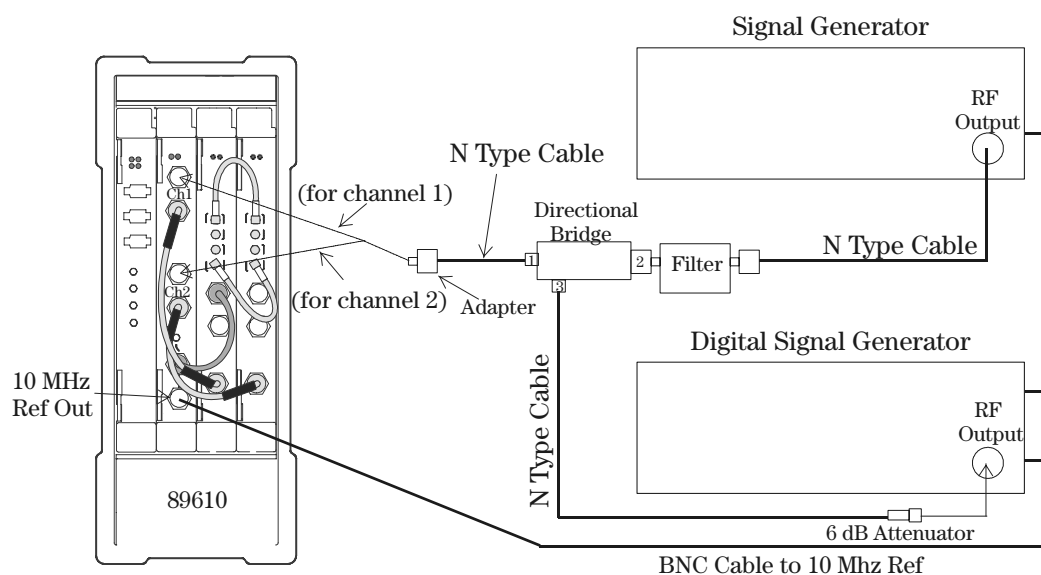 Signal Generator
RF
Output
N Type Cable
Ch1
(for channel 1)
Directional
Bridge
1
2
Filter
N Type Cable
3
Ch2
(for channel 2)
Adapter
Digital Signal Generator
10 MHz
Ref Out
N Type Cable
RF
Output
89610
6 dB Attenuator
BNC Cable to 10 Mhz Ref